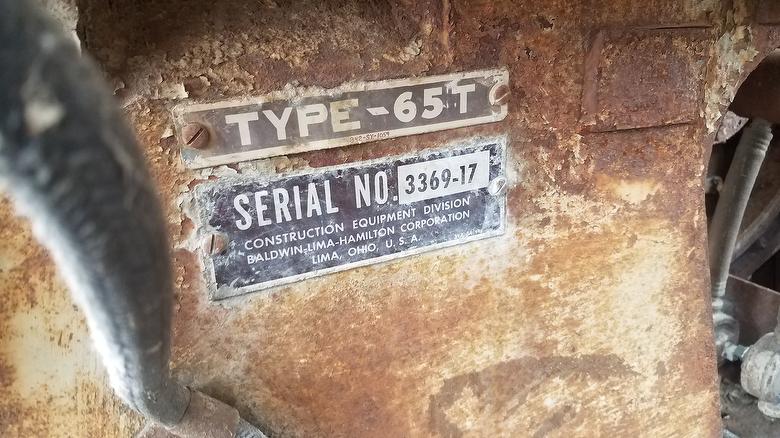 TYPE-65T
SERIAL NO. 3369-17
CONSTRUCTION EQUIPMENT DIVISION
BALDWIN-LIMA-HAMILTON CORPORATION
LIMA, OHIO, U. S. A.